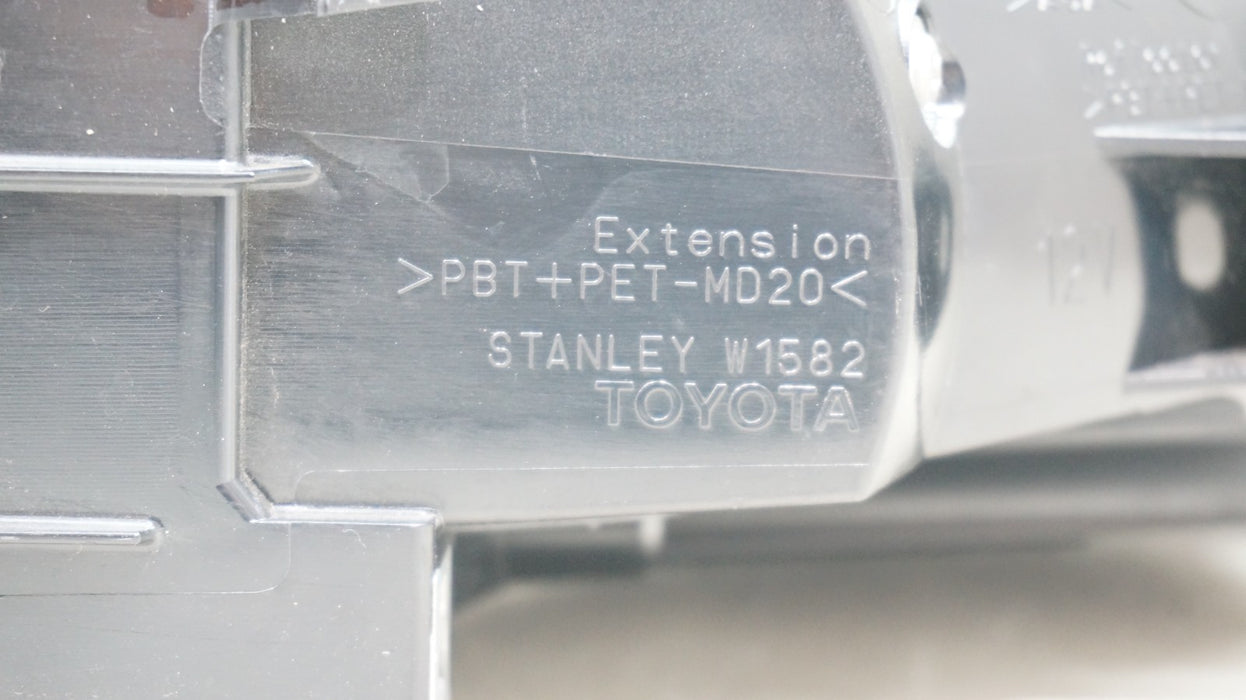 Extension
>PBT+PET-MD20<
STANLEY W1582
TOYOTA
12V